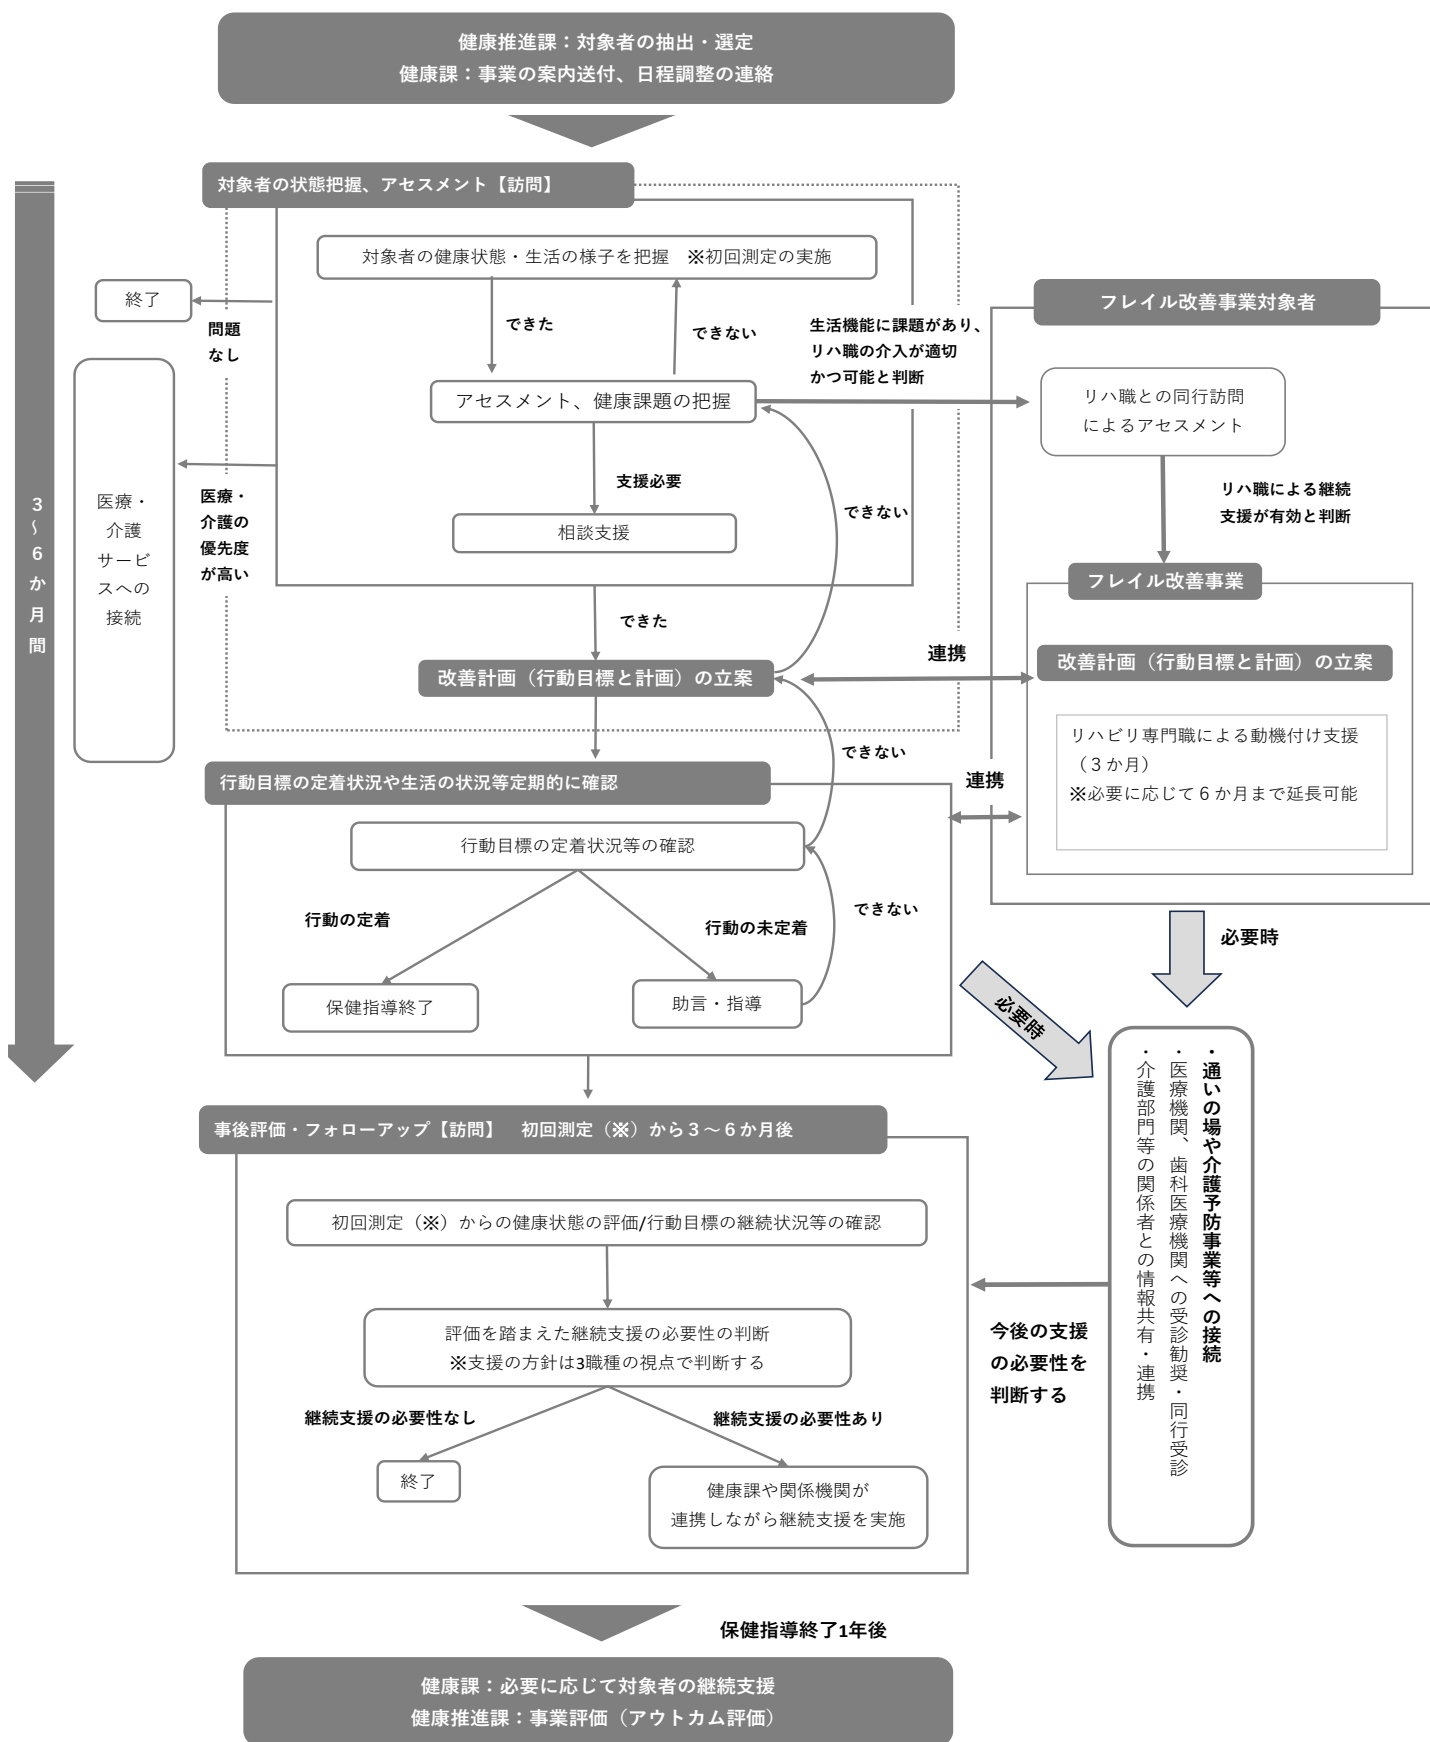 健康推進課：対象者の抽出・選定
健康課：事業の案内送付、日程調整の連絡
3～6か月間
対象者の状態把握、アセスメント【訪問】
対象者の健康状態・生活の様子を把握　※初回測定の実施
終了
問題
なし
できた
できない
生活機能に課題があり、
リハ職の介入が適切
かつ可能と判断
フレイル改善事業対象者
アセスメント、健康課題の把握
リハ職との同行訪問
によるアセスメント
医療・
介護
サービ
スへの
接続
医療・
介護の
優先度
が高い
支援必要
相談支援
できない
リハ職による継続
支援が有効と判断
フレイル改善事業
できた
連携
改善計画（行動目標と計画）の立案
改善計画（行動目標と計画）の立案
リハビリ専門職による動機付け支援
（３か月）
※必要に応じて６か月まで延長可能
できない
連携
行動目標の定着状況や生活の状況等定期的に確認
行動目標の定着状況等の確認
行動の定着
行動の未定着
できない
保健指導終了
助言・指導
必要時
必要時
・通いの場や介護予防事業等への接続
・医療機関、歯科医療機関への受診勧奨・同行受診
・介護部門等の関係者との情報共有・連携
事後評価・フォローアップ【訪問】　初回測定（※）から３～６か月後
初回測定（※）からの健康状態の評価/行動目標の継続状況等の確認
評価を踏まえた継続支援の必要性の判断
※支援の方針は3職種の視点で判断する
今後の支援
の必要性を
判断する
継続支援の必要性なし
継続支援の必要性あり
終了
健康課や関係機関が
連携しながら継続支援を実施
保健指導終了1年後
健康課：必要に応じて対象者の継続支援
健康推進課：事業評価（アウトカム評価）